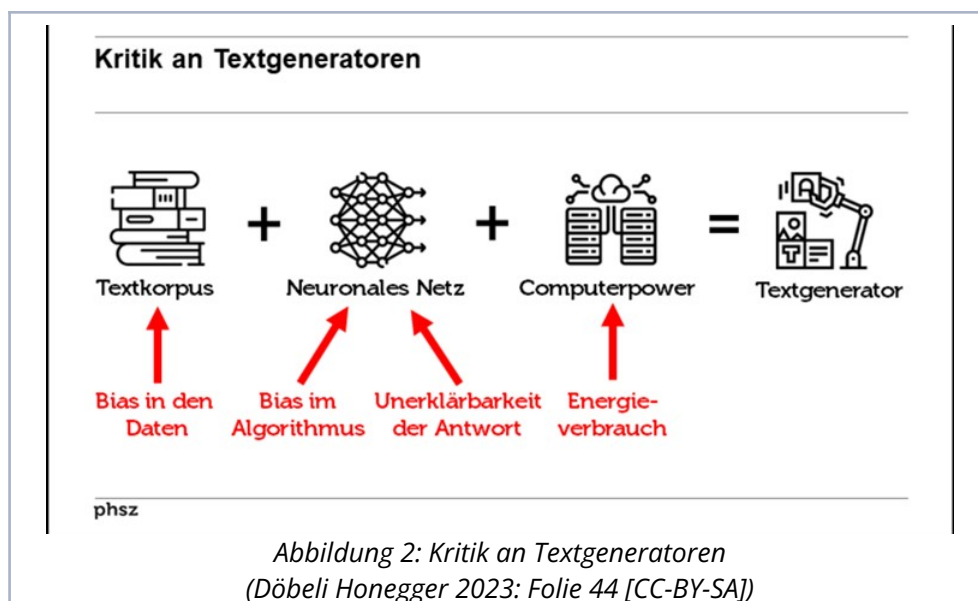 Kritik an Textgeneratoren
+ + =
Textkorpus Neuronales Netz Computerpower Textgenerator
Bias in den Bias im Unerklärbarkeit Energie-
Daten Algorithmus der Antwort verbrauch
phsz
Abbildung 2: Kritik an Textgeneratoren
(Döbeli Honegger 2023: Folie 44 [CC-BY-SA])